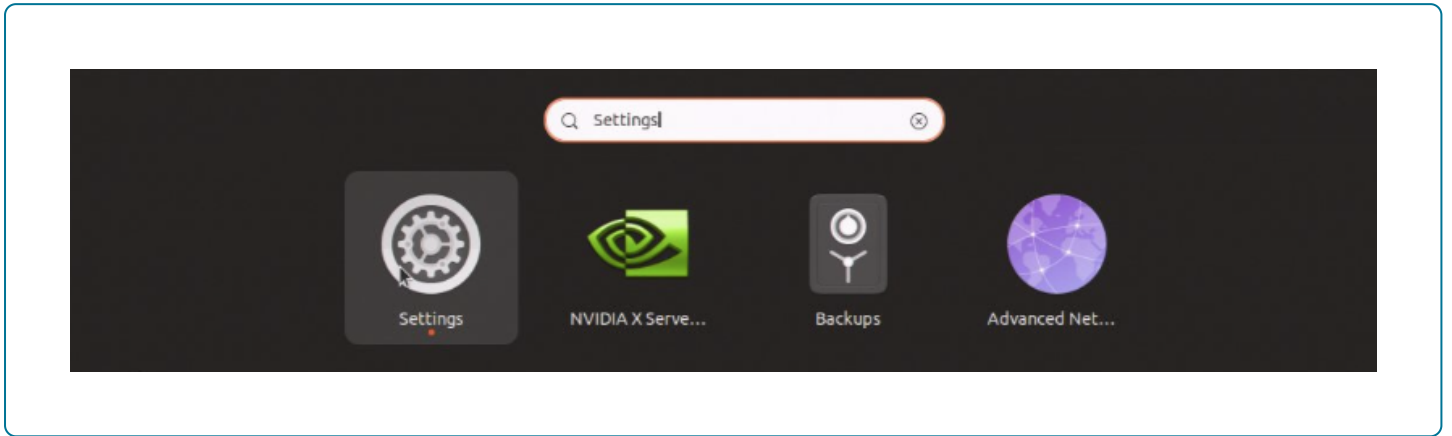 Settings
Settings
NVIDIA X Serve...
Backups
Advanced Net...